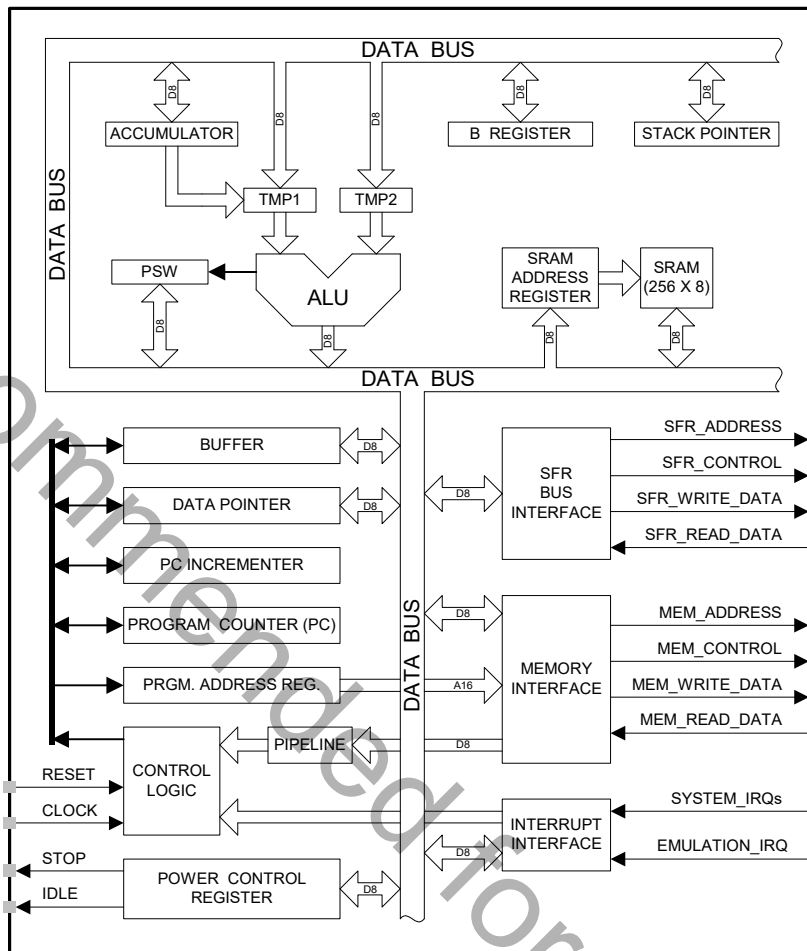 DATA BUS
D8
D8
D8
D8
D8
ACCUMULATOR
B REGISTER
STACK POINTER
DATA BUS
TMP1
TMP2
PSW
ALU
SRAM
ADDRESS
REGISTER
SRAM
(256 X 8)
D8
D8
D8
D8
DATA BUS
BUFFER
D8
DATA POINTER
D8
PC INCREMENTER
PROGRAM COUNTER (PC)
PRGM. ADDRESS REG.
A16
DATA BUS
D8
SFR
BUS
INTERFACE
SFR_ADDRESS
SFR_CONTROL
SFR_WRITE_DATA
SFR_READ_DATA
D8
MEMORY
INTERFACE
MEM_ADDRESS
MEM_CONTROL
MEM_WRITE_DATA
MEM_READ_DATA
PIPELINE
D8
CONTROL
LOGIC
RESET
CLOCK
INTERRUPT
INTERFACE
D8
SYSTEM_IRQs
EMULATION_IRQ
STOP
IDLE
POWER CONTROL
REGISTER
D8
ommended for